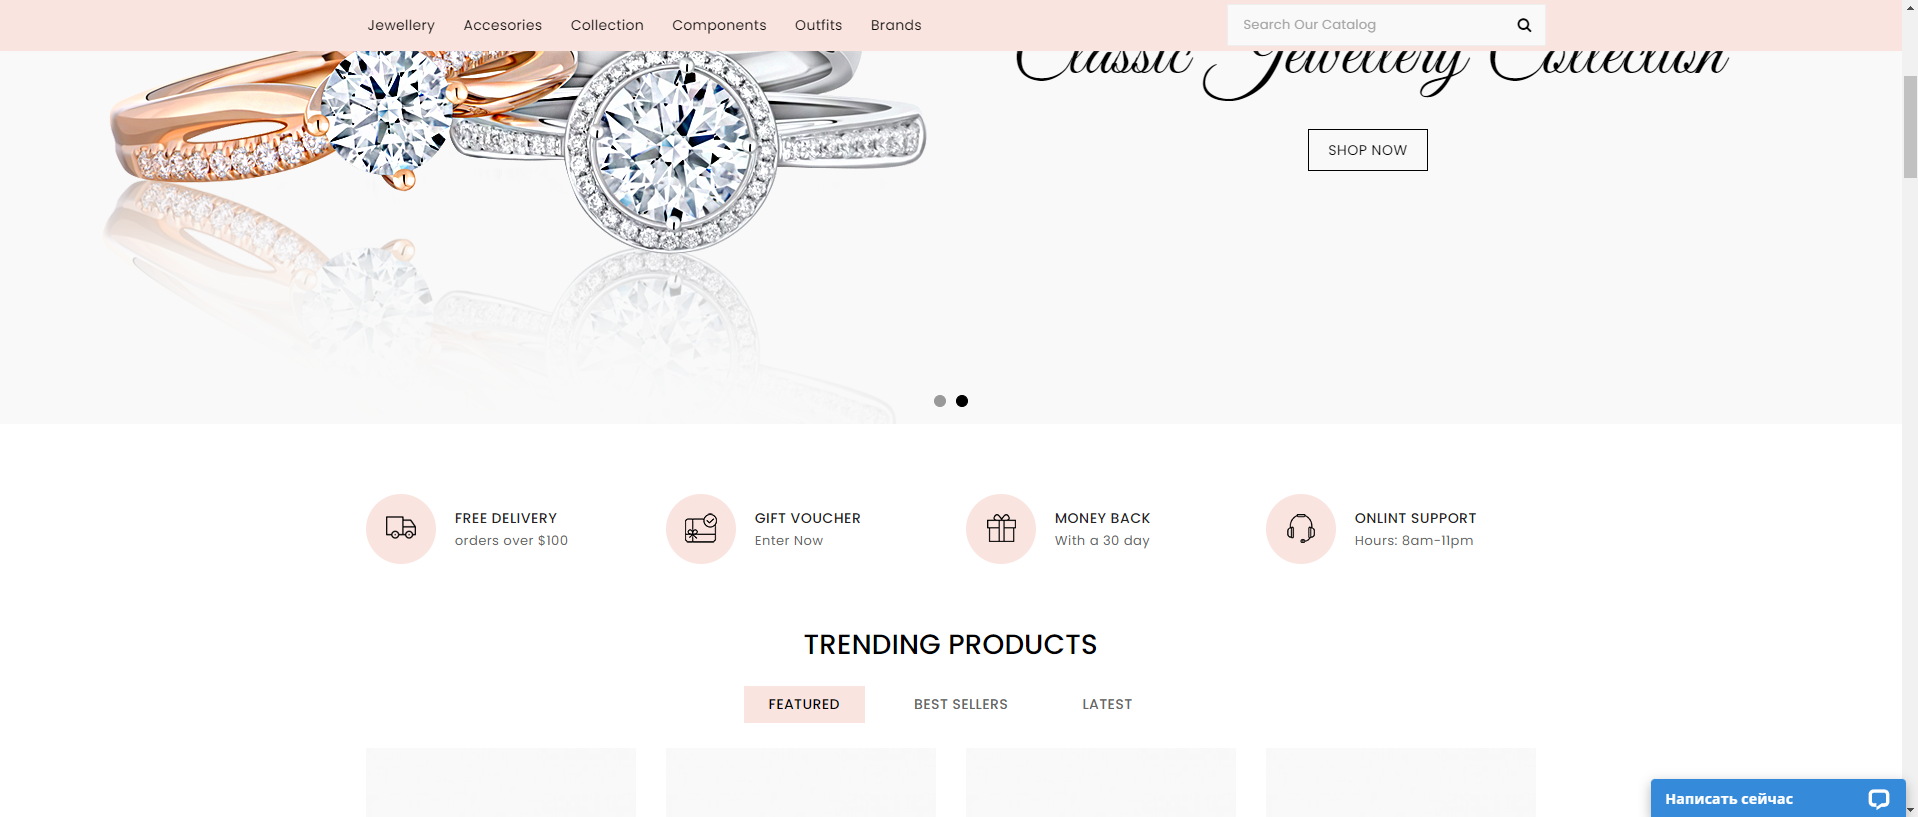 Jewellery Accesories Collection Components Outfits Brands
Search Our Catalog
Classic Jewellery Collection
SHOP NOW
FREE DELIVERY
orders over $100
GIFT VOUCHER
Enter Now
MONEY BACK
With a 30 day
ONLINT SUPPORT
Hours: 8am-11pm
TRENDING PRODUCTS
FEATURED BEST SELLERS LATEST
Написать сейчас